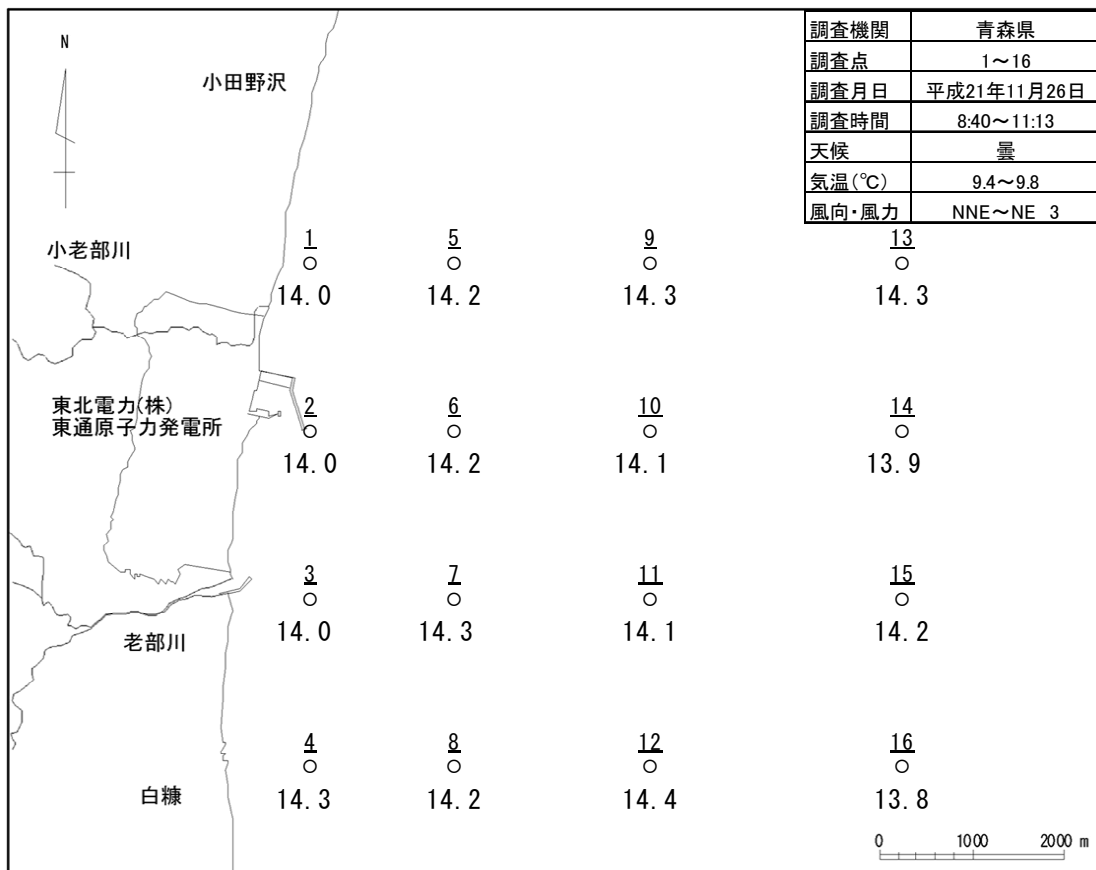 調査機関 青森県
調査点 1～16
調査月日 平成21年11月26日
調査時間 8:40～11:13
天候 曇
気温(℃) 9.4～9.8
風向・風力 NNE～NE 3
N
小田野沢
小老部川
1 5 9 13
14.0 14.2 14.3 14.3
東北電力(株)
東通原子力発電所
2 6 10 14
14.0 14.2 14.1 13.9
3 7 11 15
14.0 14.3 14.1 14.2
老部川
4 8 12 16
14.3 14.2 14.4 13.8
白糠
0 1000 2000 m